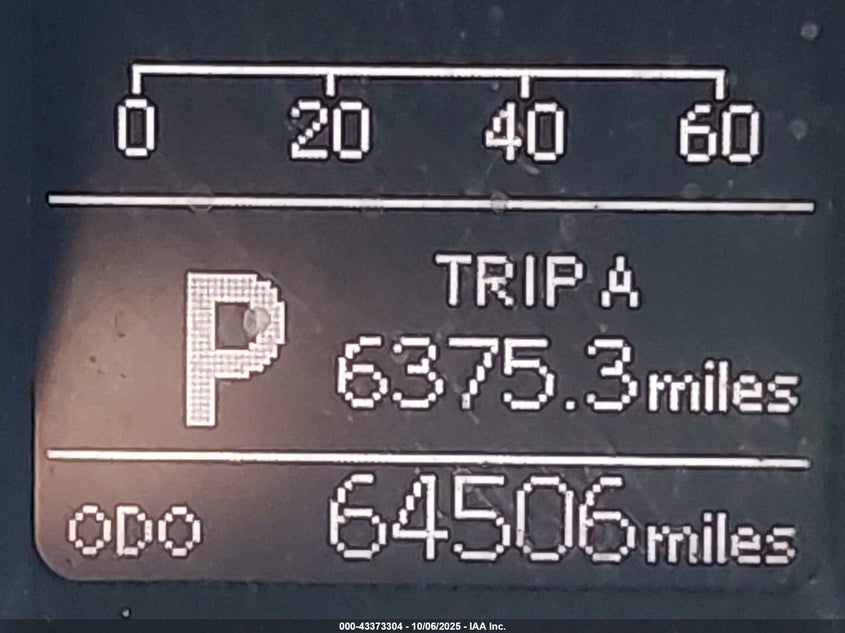 0 20 40 60
TRIP A
P 6375.3 miles
ODO 64506 miles
000-43373304 - 10/06/2025 - IAA Inc.